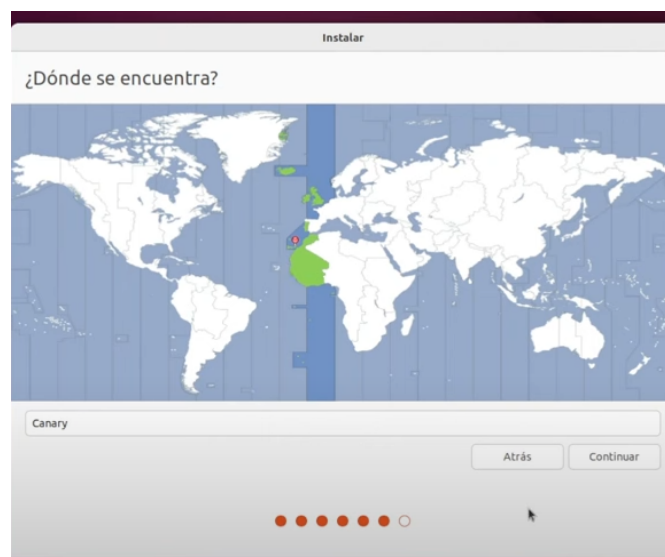 Instalar
¿Dónde se encuentra?
Canary
Atrás
Continuar